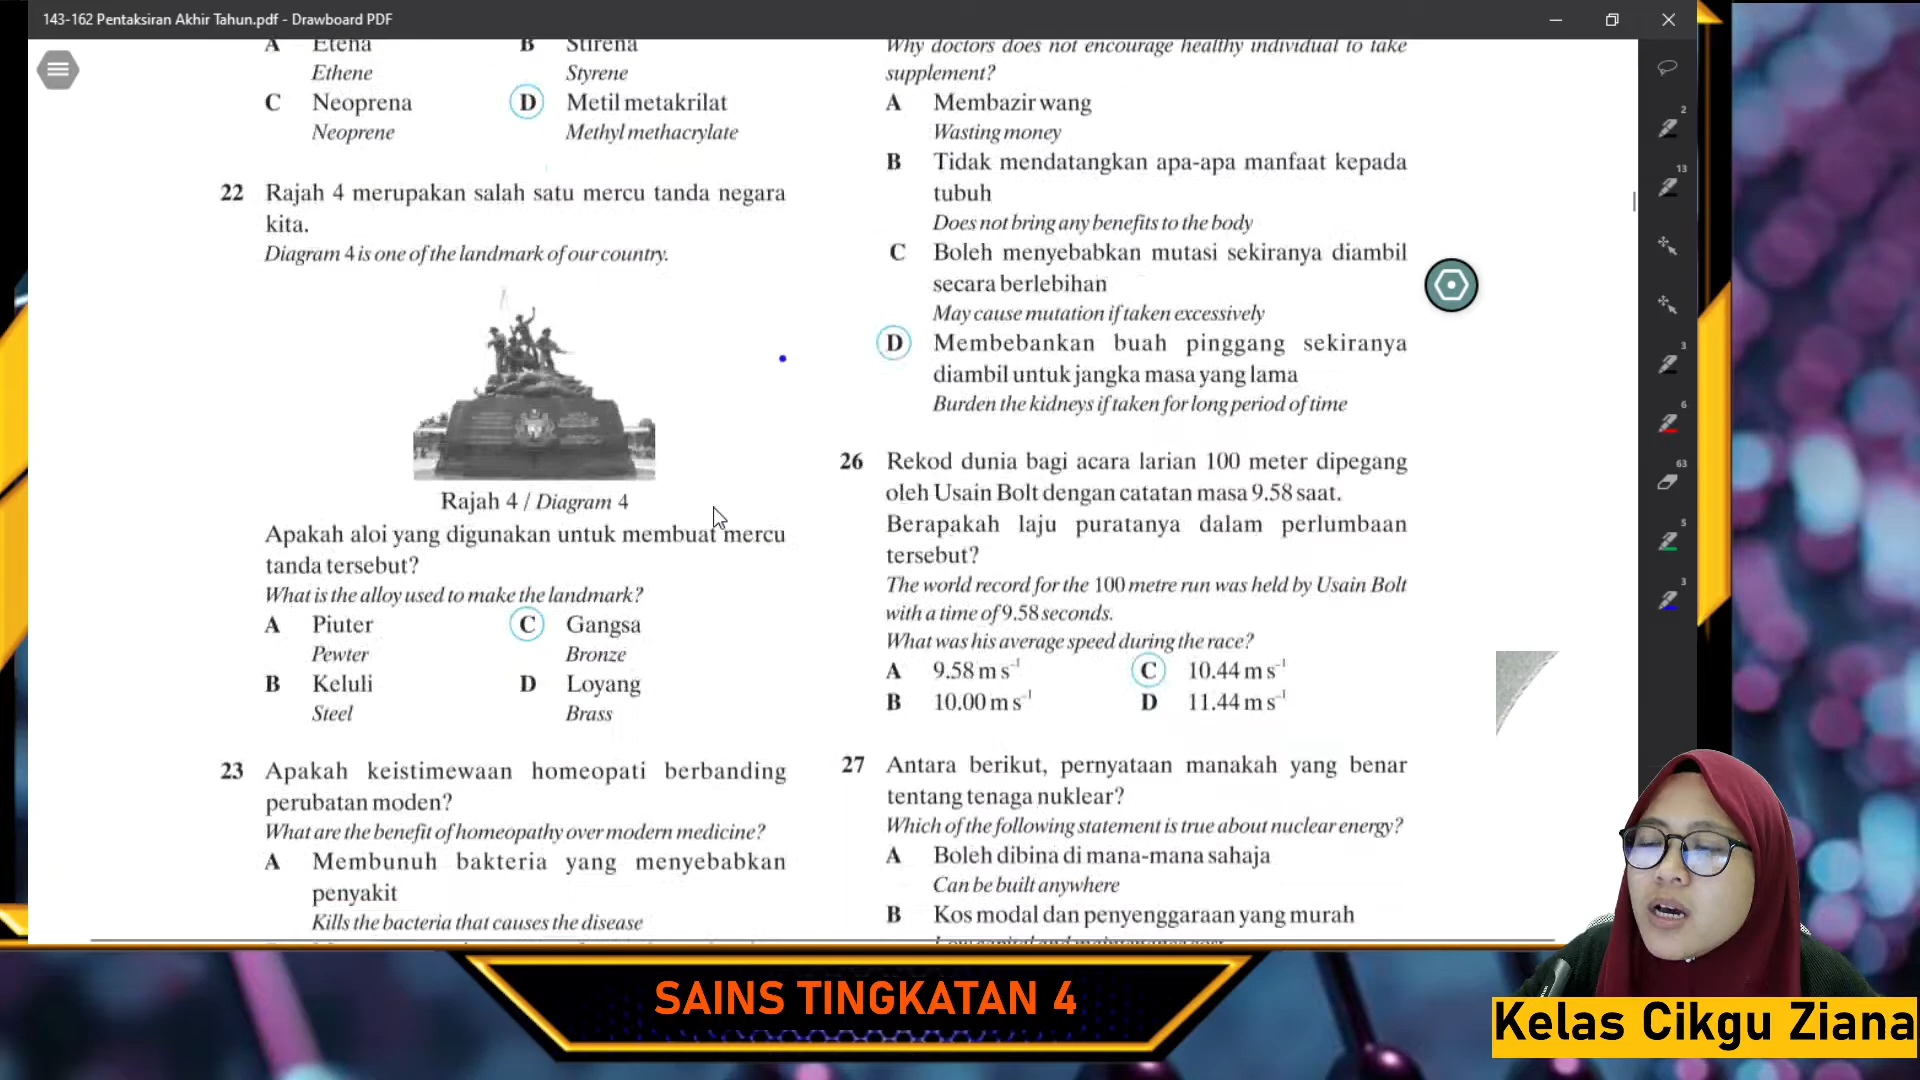 143-162 Pentaksiran Akhir Tahun.pdf - Drawboard PDF
A Etena B Stirena
Ethene Styrene
C Neoprena D Metil metakrilat
Neoprene Methyl methacrylate
22 Rajah 4 merupakan salah satu mercu tanda negara
kita.
Diagram 4 is one of the landmark of our country.
Rajah 4 / Diagram 4
Apakah aloi yang digunakan untuk membuat mercu
tanda tersebut?
What is the alloy used to make the landmark?
A Piuter C Gangsa
Pewter Bronze
B Keluli D Loyang
Steel Brass
23 Apakah keistimewaan homeopati berbanding
perubatan moden?
What are the benefit of homeopathy over modern medicine?
A Membunuh bakteria yang menyebabkan
penyakit
Kills the bacteria that causes the disease
Why doctors does not encourage healthy individual to take
supplement?
A Membazir wang
Wasting money
B Tidak mendatangkan apa-apa manfaat kepada
tubuh
Does not bring any benefits to the body
C Boleh menyebabkan mutasi sekiranya diambil
secara berlebihan
May cause mutation if taken excessively
D Membebankan buah pinggang sekiranya
diambil untuk jangka masa yang lama
Burden the kidneys if taken for long period of time
26 Rekod dunia bagi acara larian 100 meter dipegang
oleh Usain Bolt dengan catatan masa 9.58 saat.
Berapakah laju puratanya dalam perlumbaan
tersebut?
The world record for the 100 metre run was held by Usain Bolt
with a time of 9.58 seconds.
What was his average speed during the race?
A 9.58 m s⁻¹ C 10.44 m s⁻¹
B 10.00 m s⁻¹ D 11.44 m s⁻¹
27 Antara berikut, pernyataan manakah yang benar
tentang tenaga nuklear?
Which of the following statement is true about nuclear energy?
A Boleh dibina di mana-mana sahaja
Can be built anywhere
B Kos modal dan penyenggaraan yang murah
2
13
3
6
63
5
3
SAINS TINGKATAN 4
Kelas Cikgu Ziana